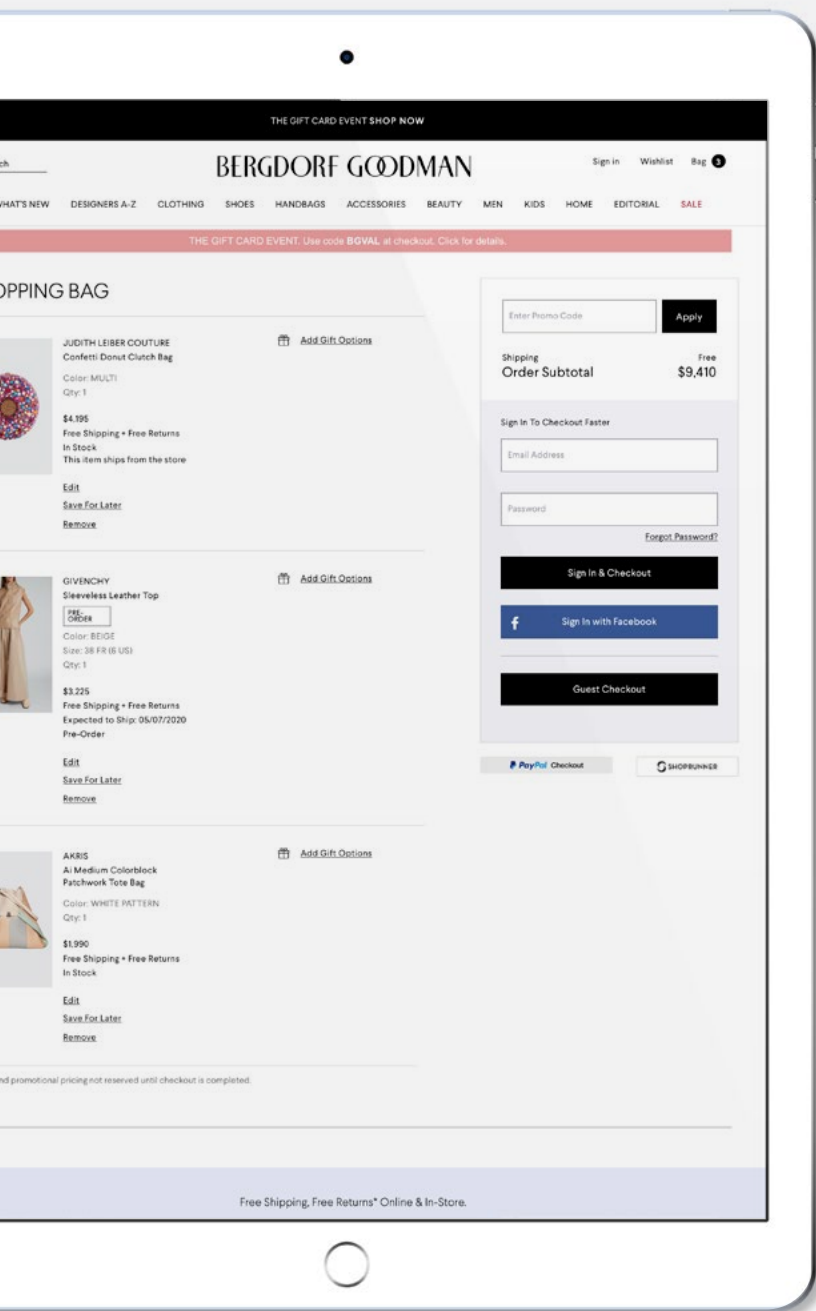 THE GIFT CARD EVENT SHOP NOW
BERGDORF GOODMAN
Sign in Wishlist Bag 3
WHAT'S NEW DESIGNERS A-Z CLOTHING SHOES HANDBAGS ACCESSORIES BEAUTY MEN KIDS HOME EDITORIAL SALE
THE GIFT CARD EVENT. Use code BGVAL at checkout. Click for details.
OPPING BAG
JUDITH LEIBER COUTURE
Confetti Donut Clutch Bag
Color: MULTI
Qty: 1
$4,195
Free Shipping + Free Returns
In Stock
This item ships from the store
Edit
Save For Later
Remove
Add Gift Options
GIVENCHY
Sleeveless Leather Top
PRE-
ORDER
Color: BEIGE
Size: 38 FR (6 US)
Qty: 1
$3,225
Free Shipping + Free Returns
Expected to Ship: 05/07/2020
Pre-Order
Edit
Save For Later
Remove
Add Gift Options
AKRIS
Ai Medium Colorblock
Patchwork Tote Bag
Color: WHITE PATTERN
Qty: 1
$1,990
Free Shipping + Free Returns
In Stock
Edit
Save For Later
Remove
Add Gift Options
nd promotional pricing not reserved until checkout is completed.
Enter Promo Code
Apply
Shipping Free
Order Subtotal $9,410
Sign In To Checkout Faster
Email Address
Password
Forgot Password?
Sign In & Checkout
f Sign In with Facebook
Guest Checkout
PayPal Checkout
SHOPRUNNER
Free Shipping, Free Returns* Online & In-Store.